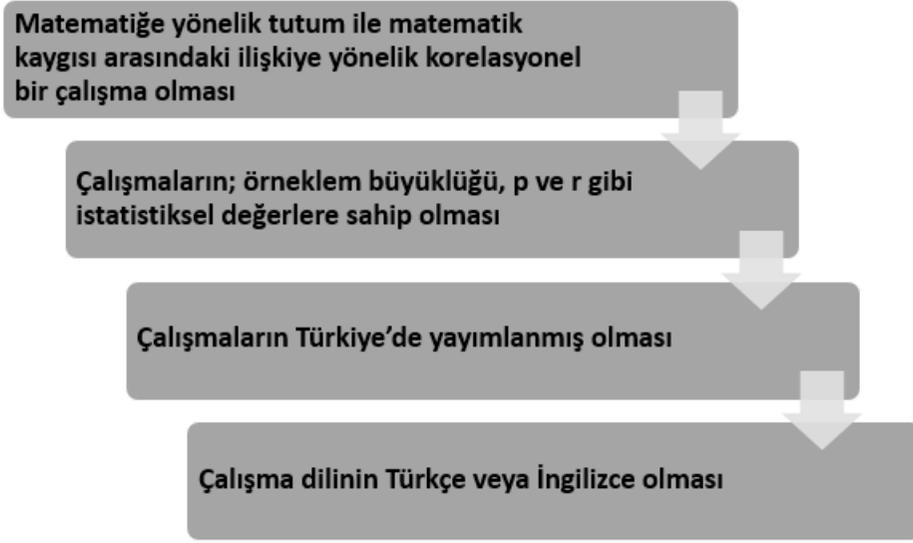 Matematiğe yönelik tutum ile matematik
kaygısı arasındaki ilişkiye yönelik korelasyonel
bir çalışma olması
Çalışmaların; örneklem büyüklüğü, p ve r gibi
istatistiksel değerlere sahip olması
Çalışmaların Türkiye’de yayımlanmış olması
Çalışma dilinin Türkçe veya İngilizce olması